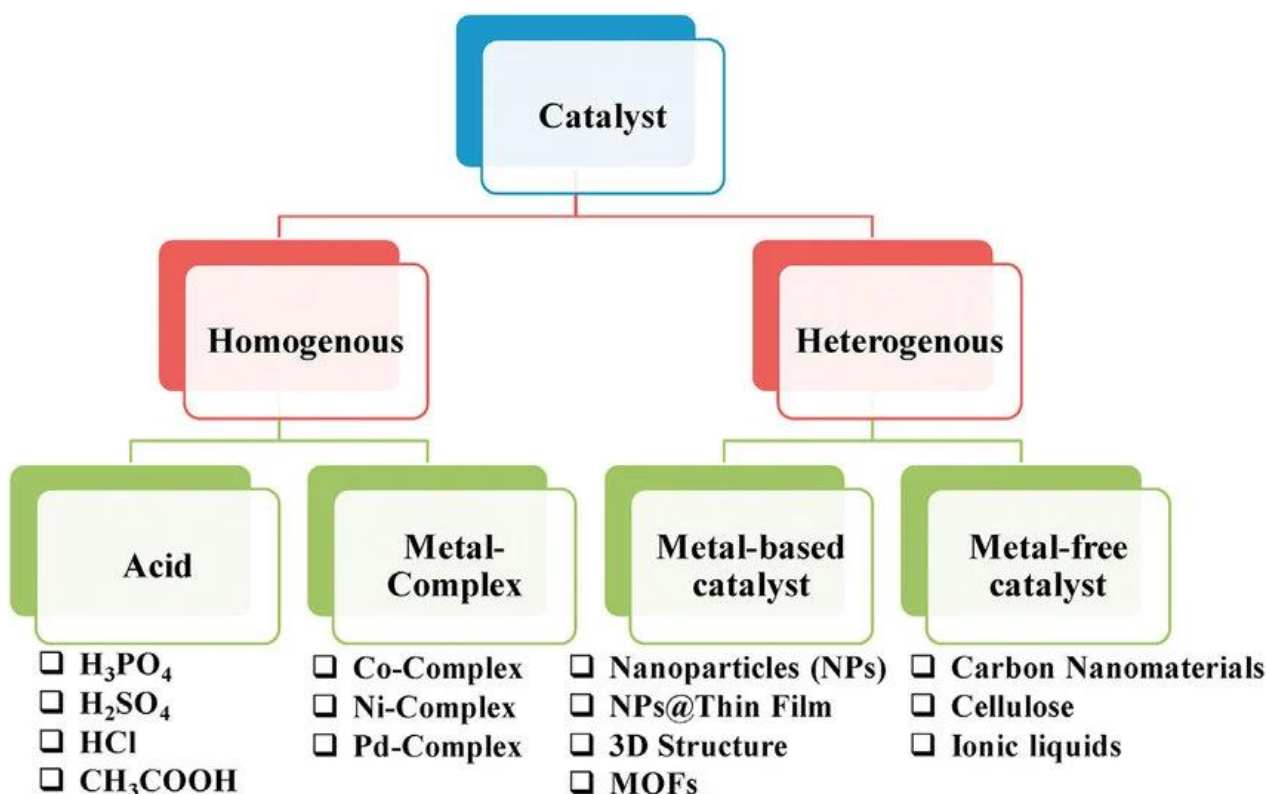 Catalyst
Homogenous
Heterogenous
Acid
Metal-
Complex
Metal-based
catalyst
Metal-free
catalyst
❑ H₃PO₄
❑ H₂SO₄
❑ HCl
❑ CH₃COOH
❑ Co-Complex
❑ Ni-Complex
❑ Pd-Complex
❑ Nanoparticles (NPs)
❑ NPs@Thin Film
❑ 3D Structure
❑ MOFs
❑ Carbon Nanomaterials
❑ Cellulose
❑ Ionic liquids